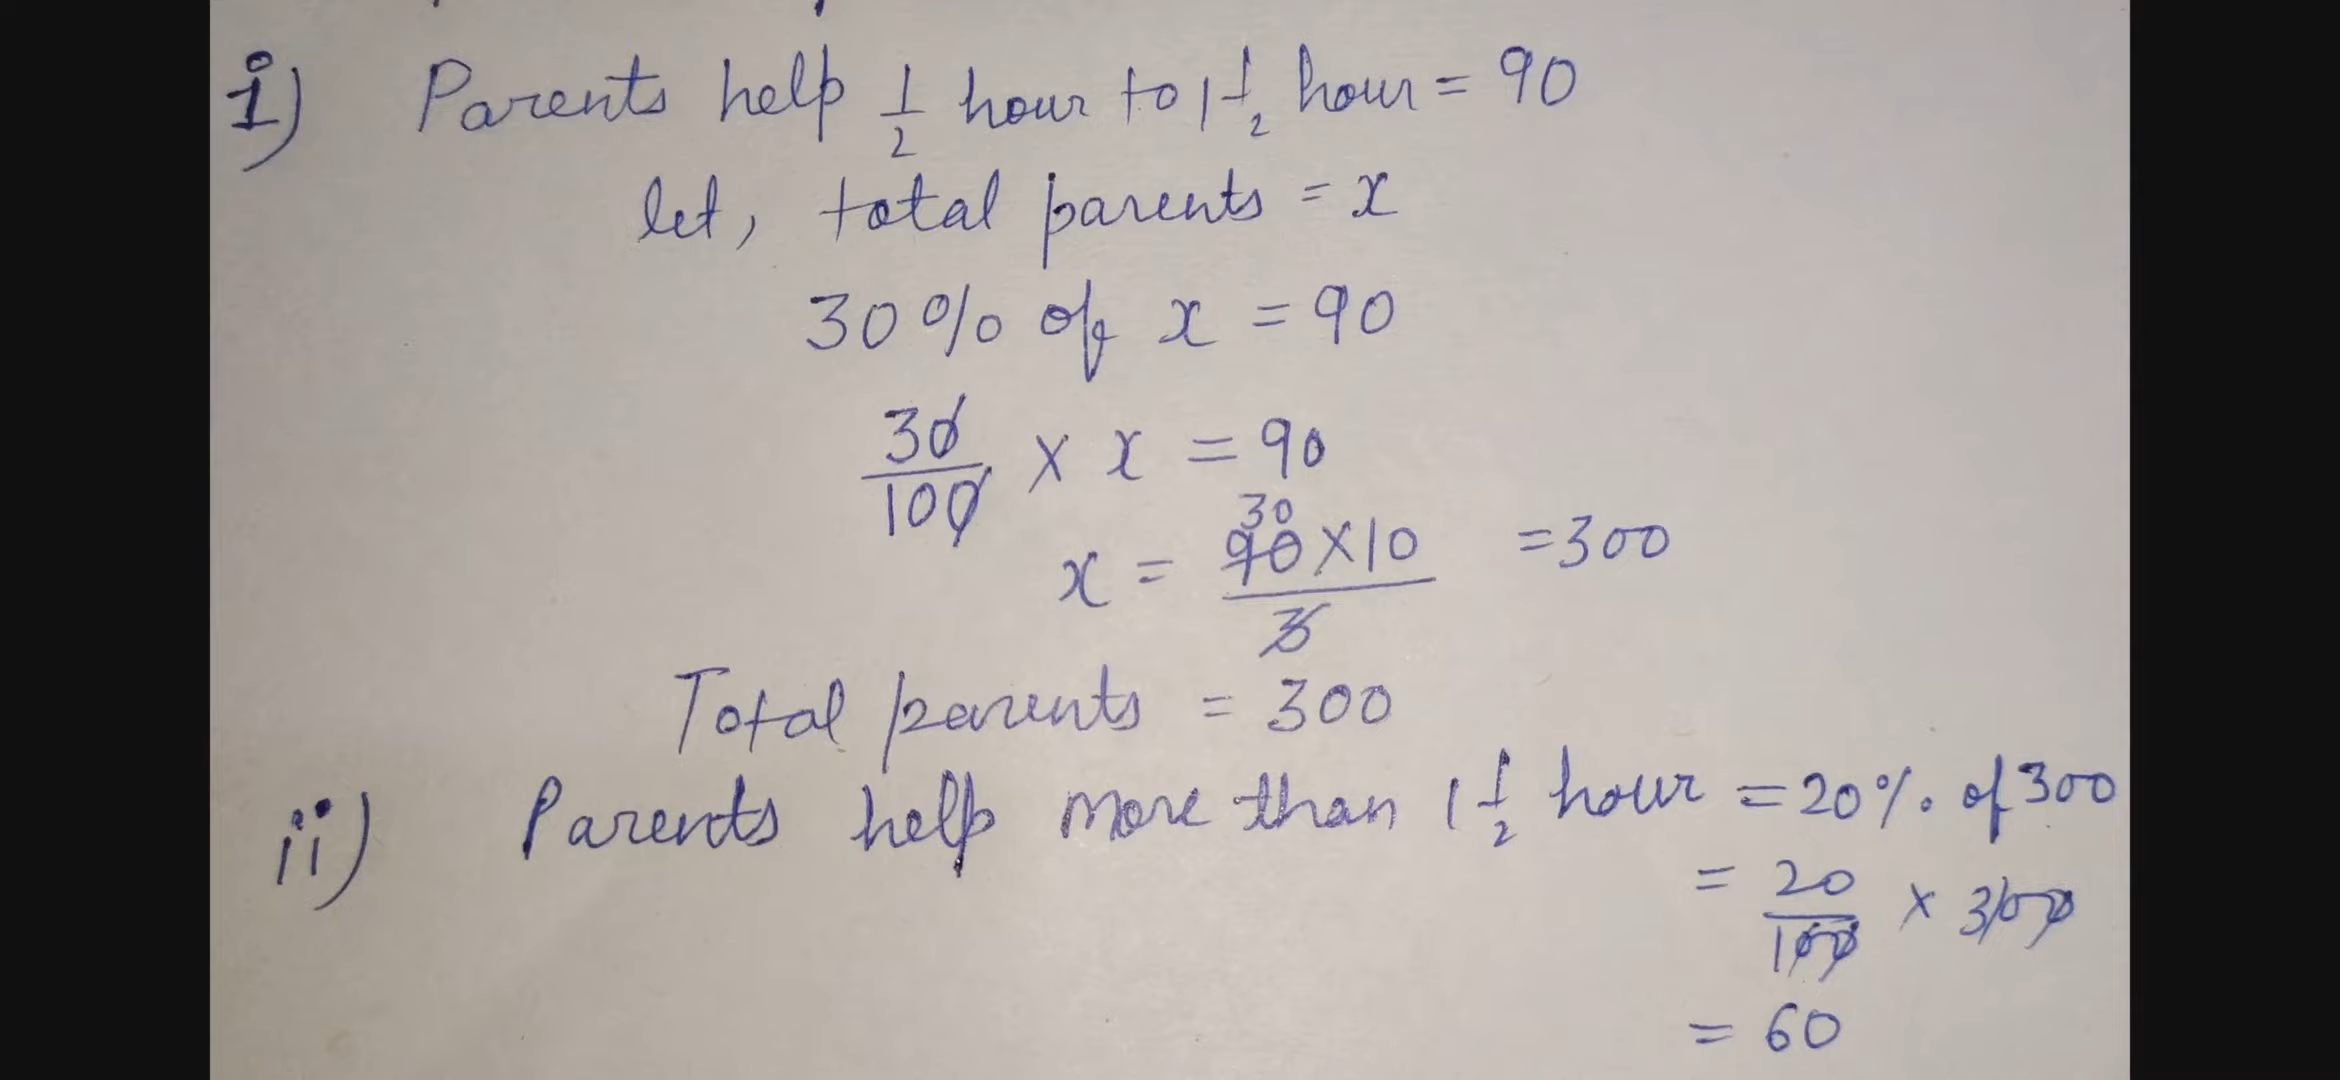 i) Parents help 1/2 hour to 1 1/2 hour = 90
let, total parents = x
30% of x = 90
30/100 × x = 90
x = 90×10/3 = 300
30
Total parents = 300
ii) Parents help more than 1 1/2 hour = 20% of 300
= 20/100 × 300
= 60